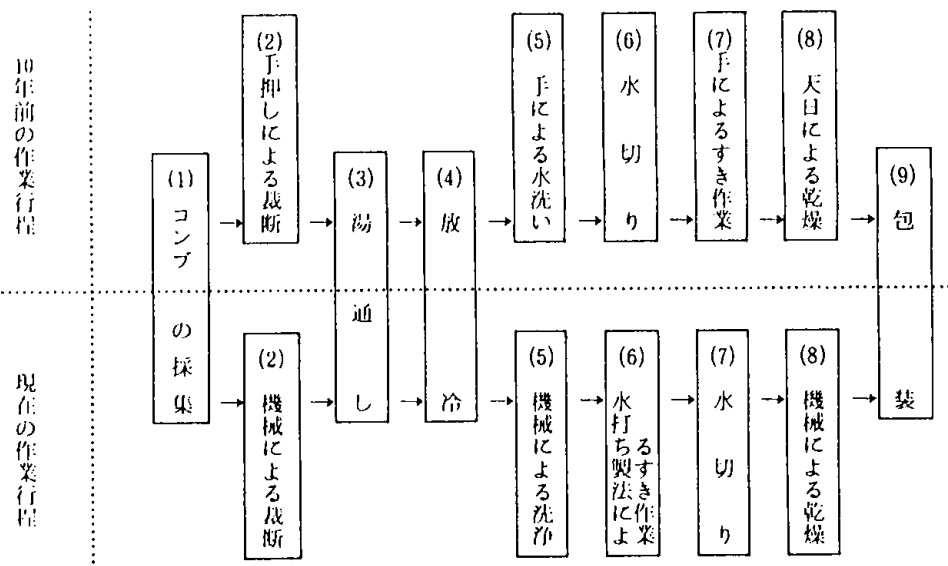 10年前の作業行程
(1) コンブの採集
(2) 手押しによる裁断
(3) 湯通し
(4) 放冷
(5) 手による水洗い
(6) 水切り
(7) 手によるすき作業
(8) 天日による乾燥
(9) 包装
現在の作業行程
(2) 機械による裁断
(5) 機械による洗浄
(6) 水打ち製法によ
るすき作業
(7) 水切り
(8) 機械による乾燥